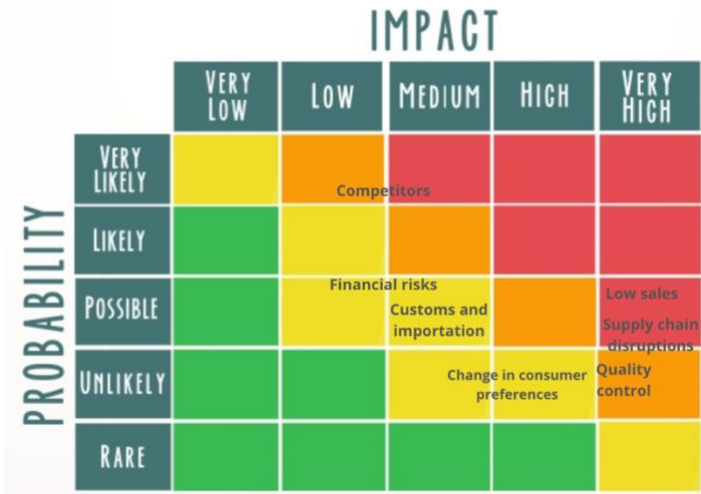 IMPACT
VERY LOW
LOW
MEDIUM
HIGH
VERY HIGH
PROBABILITY
VERY LIKELY
Competitors
LIKELY
POSSIBLE
Financial risks
Customs and
importation
Low sales
Supply chain
disruptions
UNLIKELY
Change in consumer
preferences
Quality
control
RARE